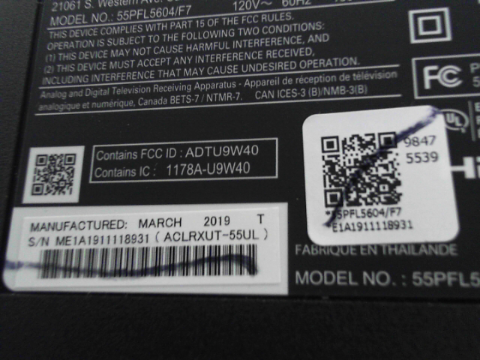 21061 S. Western Ave
MODEL NO.: 55PFL5604/F7 120V~ 60Hz
THIS DEVICE COMPLIES WITH PART 15 OF THE FCC RULES.
OPERATION IS SUBJECT TO THE FOLLOWING TWO CONDITIONS:
(1) THIS DEVICE MAY NOT CAUSE HARMFUL INTERFERENCE, AND
(2) THIS DEVICE MUST ACCEPT ANY INTERFERENCE RECEIVED,
INCLUDING INTERFERENCE THAT MAY CAUSE UNDESIRED OPERATION.
Analog and Digital Television Receiving Apparatus - Appareil de réception de télévision
analogique et numérique, Canada BETS-7 / NTMR-7. CAN ICES-3 (B)/NMB-3(B)
FC
UL
Contains FCC ID : ADTU9W40
Contains IC : 1178A-U9W40
9847
5539
*55PFL5604/F7
E1A1911118931
MANUFACTURED: MARCH 2019 T
S/N ME1A1911118931 (ACLRXUT-55UL)
FABRIQUÉ EN THAÏLANDE
MODEL NO. : 55PFL5